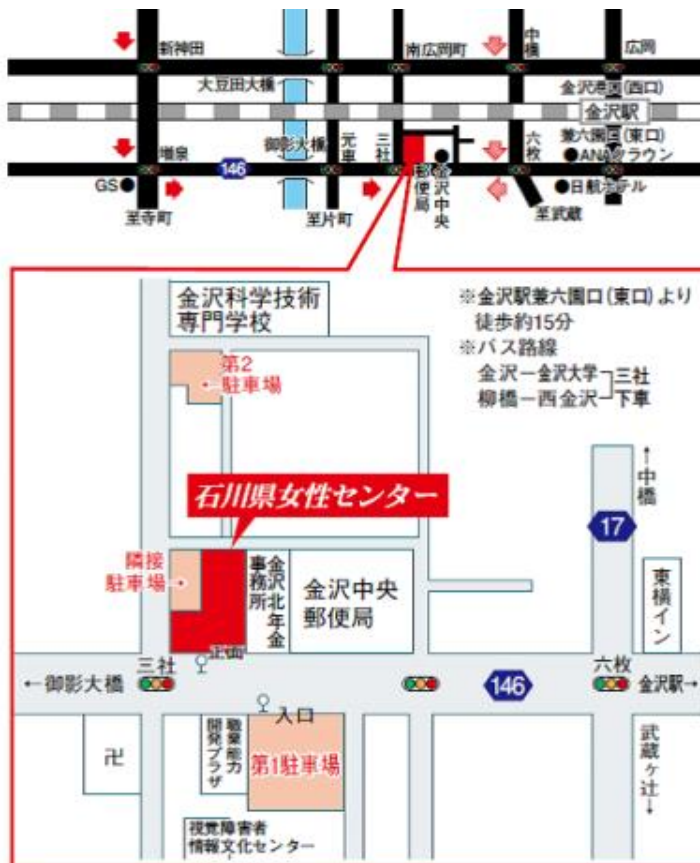 新神田
南広岡町
中橋
広岡
大豆田大橋
金沢港口(西口)
金沢駅
増泉
御影大橋
元車
三社
六枚
兼六園口(東口)
●ANAクラウン
146
GS●
郵便局
金沢中央
●日航ホテル
至寺町
至片町
至武蔵
金沢科学技術
専門学校
※金沢駅兼六園口(東口)より
徒歩約15分
※バス路線
金沢ー金沢大学
柳橋ー西金沢
三社
下車
第2
駐車場
←中橋
石川県女性センター
17
隣接
駐車場
金沢北年金
事務所
金沢中央
郵便局
東横イン
正面
三社
六枚
←御影大橋
146
金沢駅→
入口
卍
職業能力
開発プラザ
第1駐車場
武蔵ヶ辻→
視覚障害者
情報文化センター